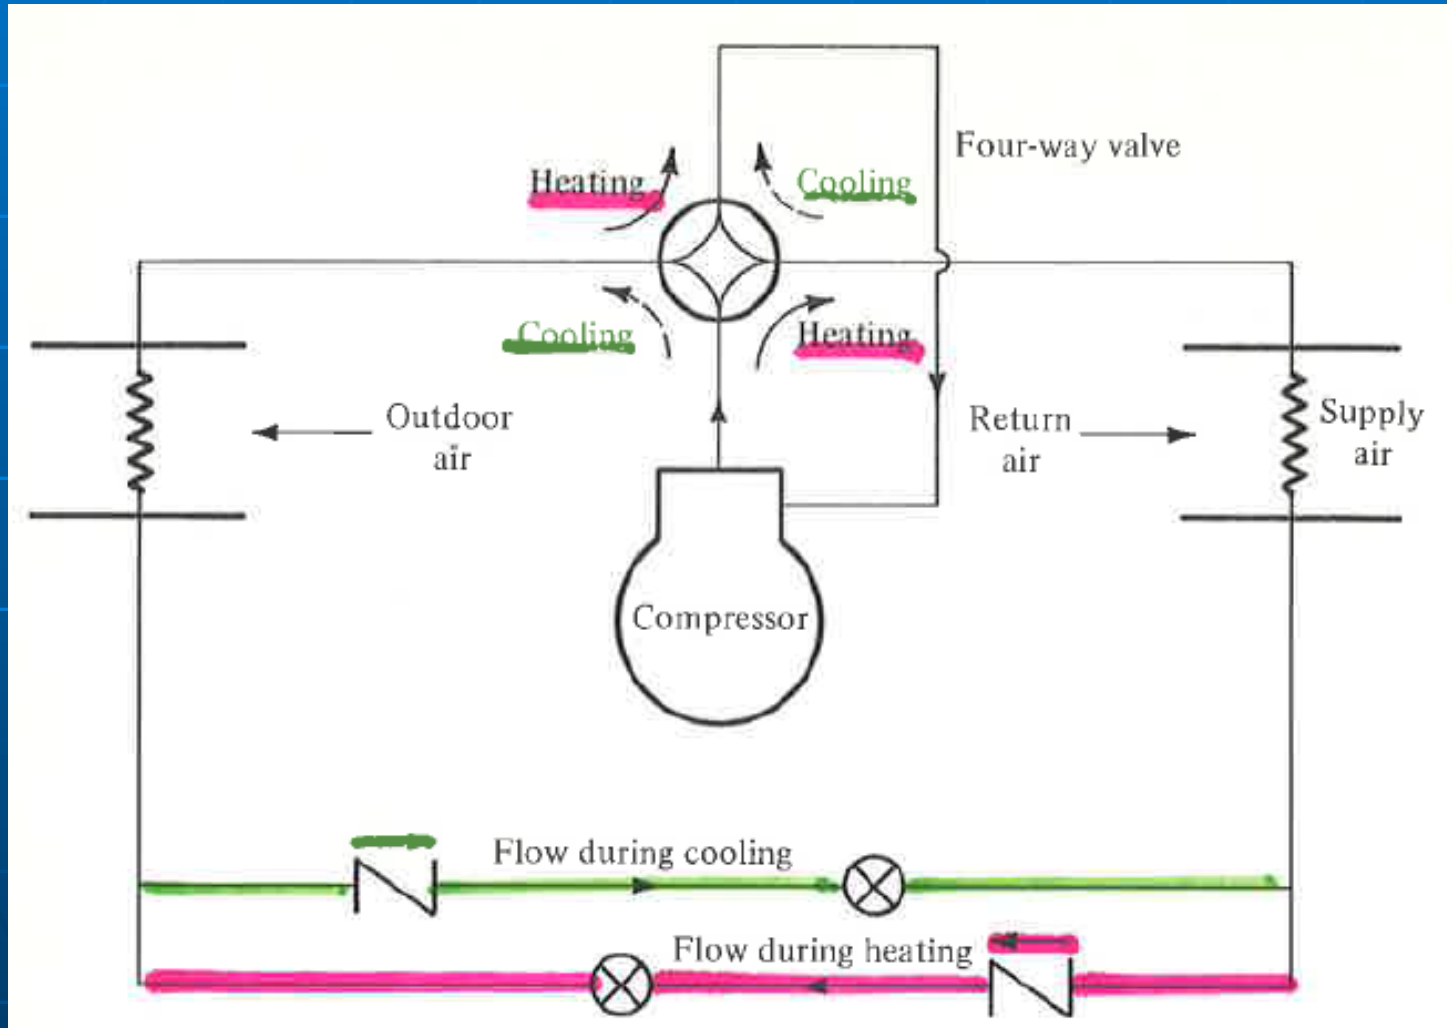 Four-way valve
Heating
Cooling
Cooling
Heating
Outdoor
air
Return
air
Supply
air
Compressor
Flow during cooling
Flow during heating